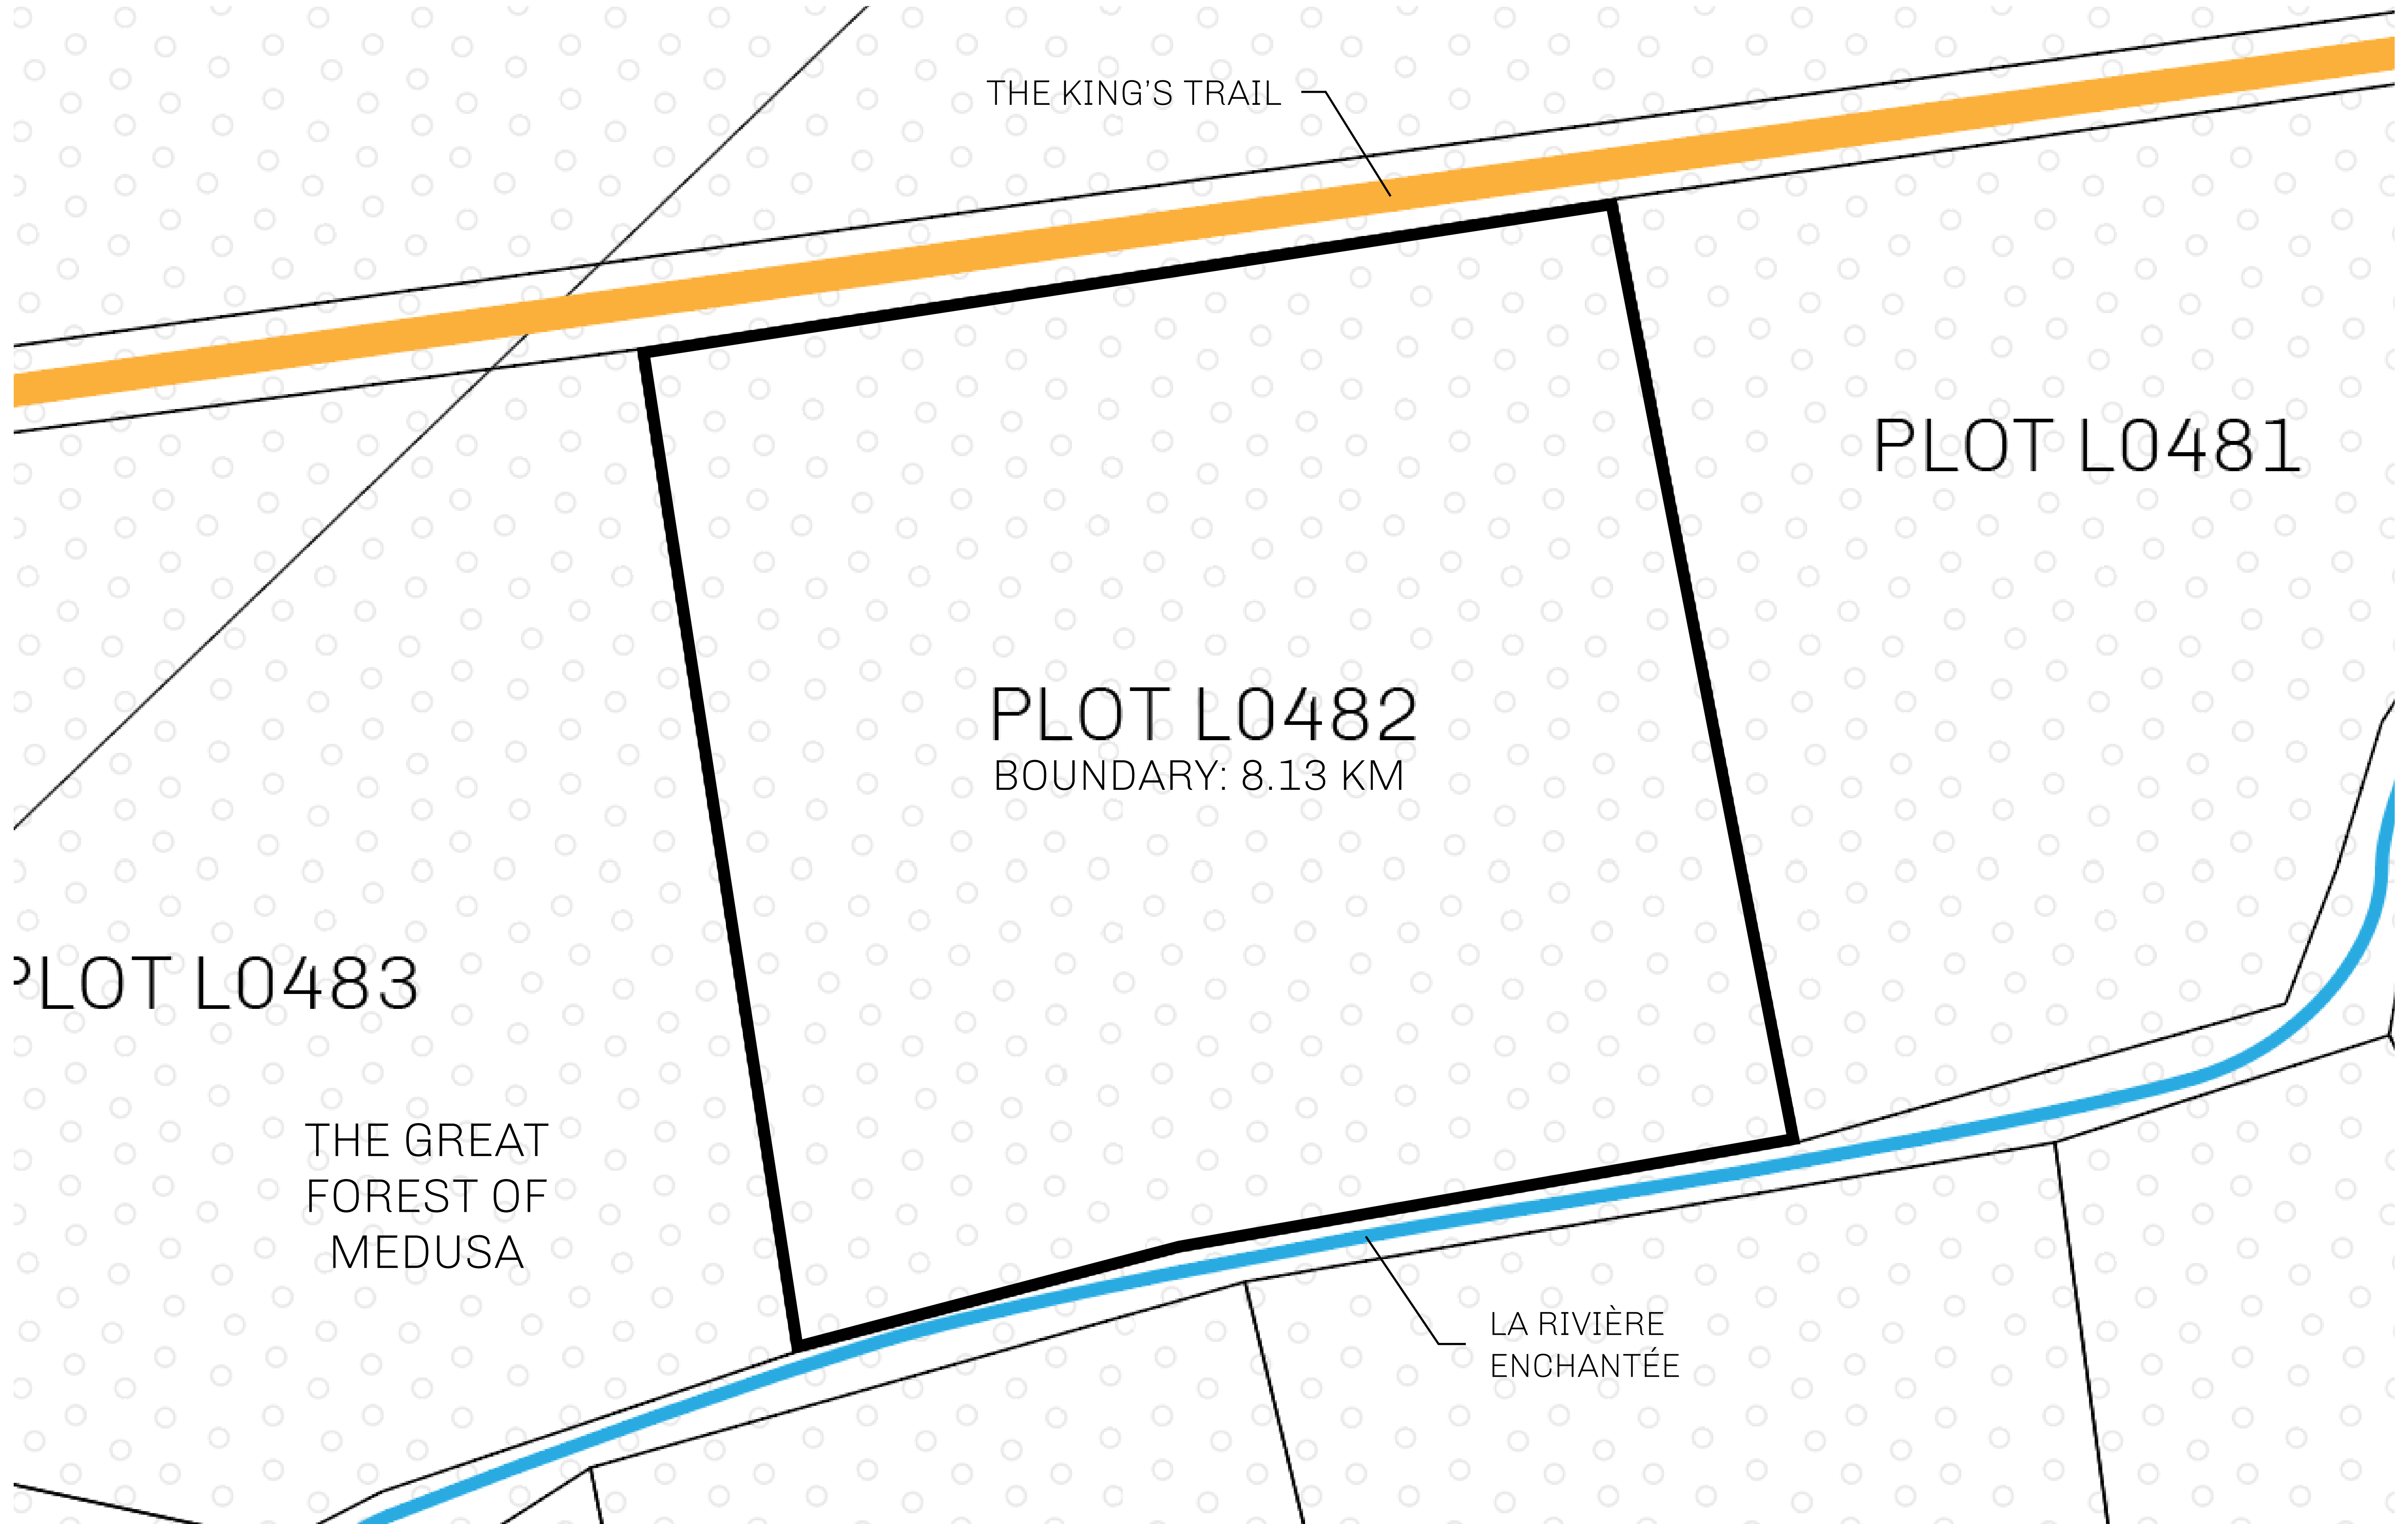 THE KING'S TRAIL
PLOT L0481
PLOT L0482
BOUNDARY: 8.13 KM
PLOT L0483
THE GREAT
FOREST OF
MEDUSA
LA RIVIÈRE
ENCHANTÉE